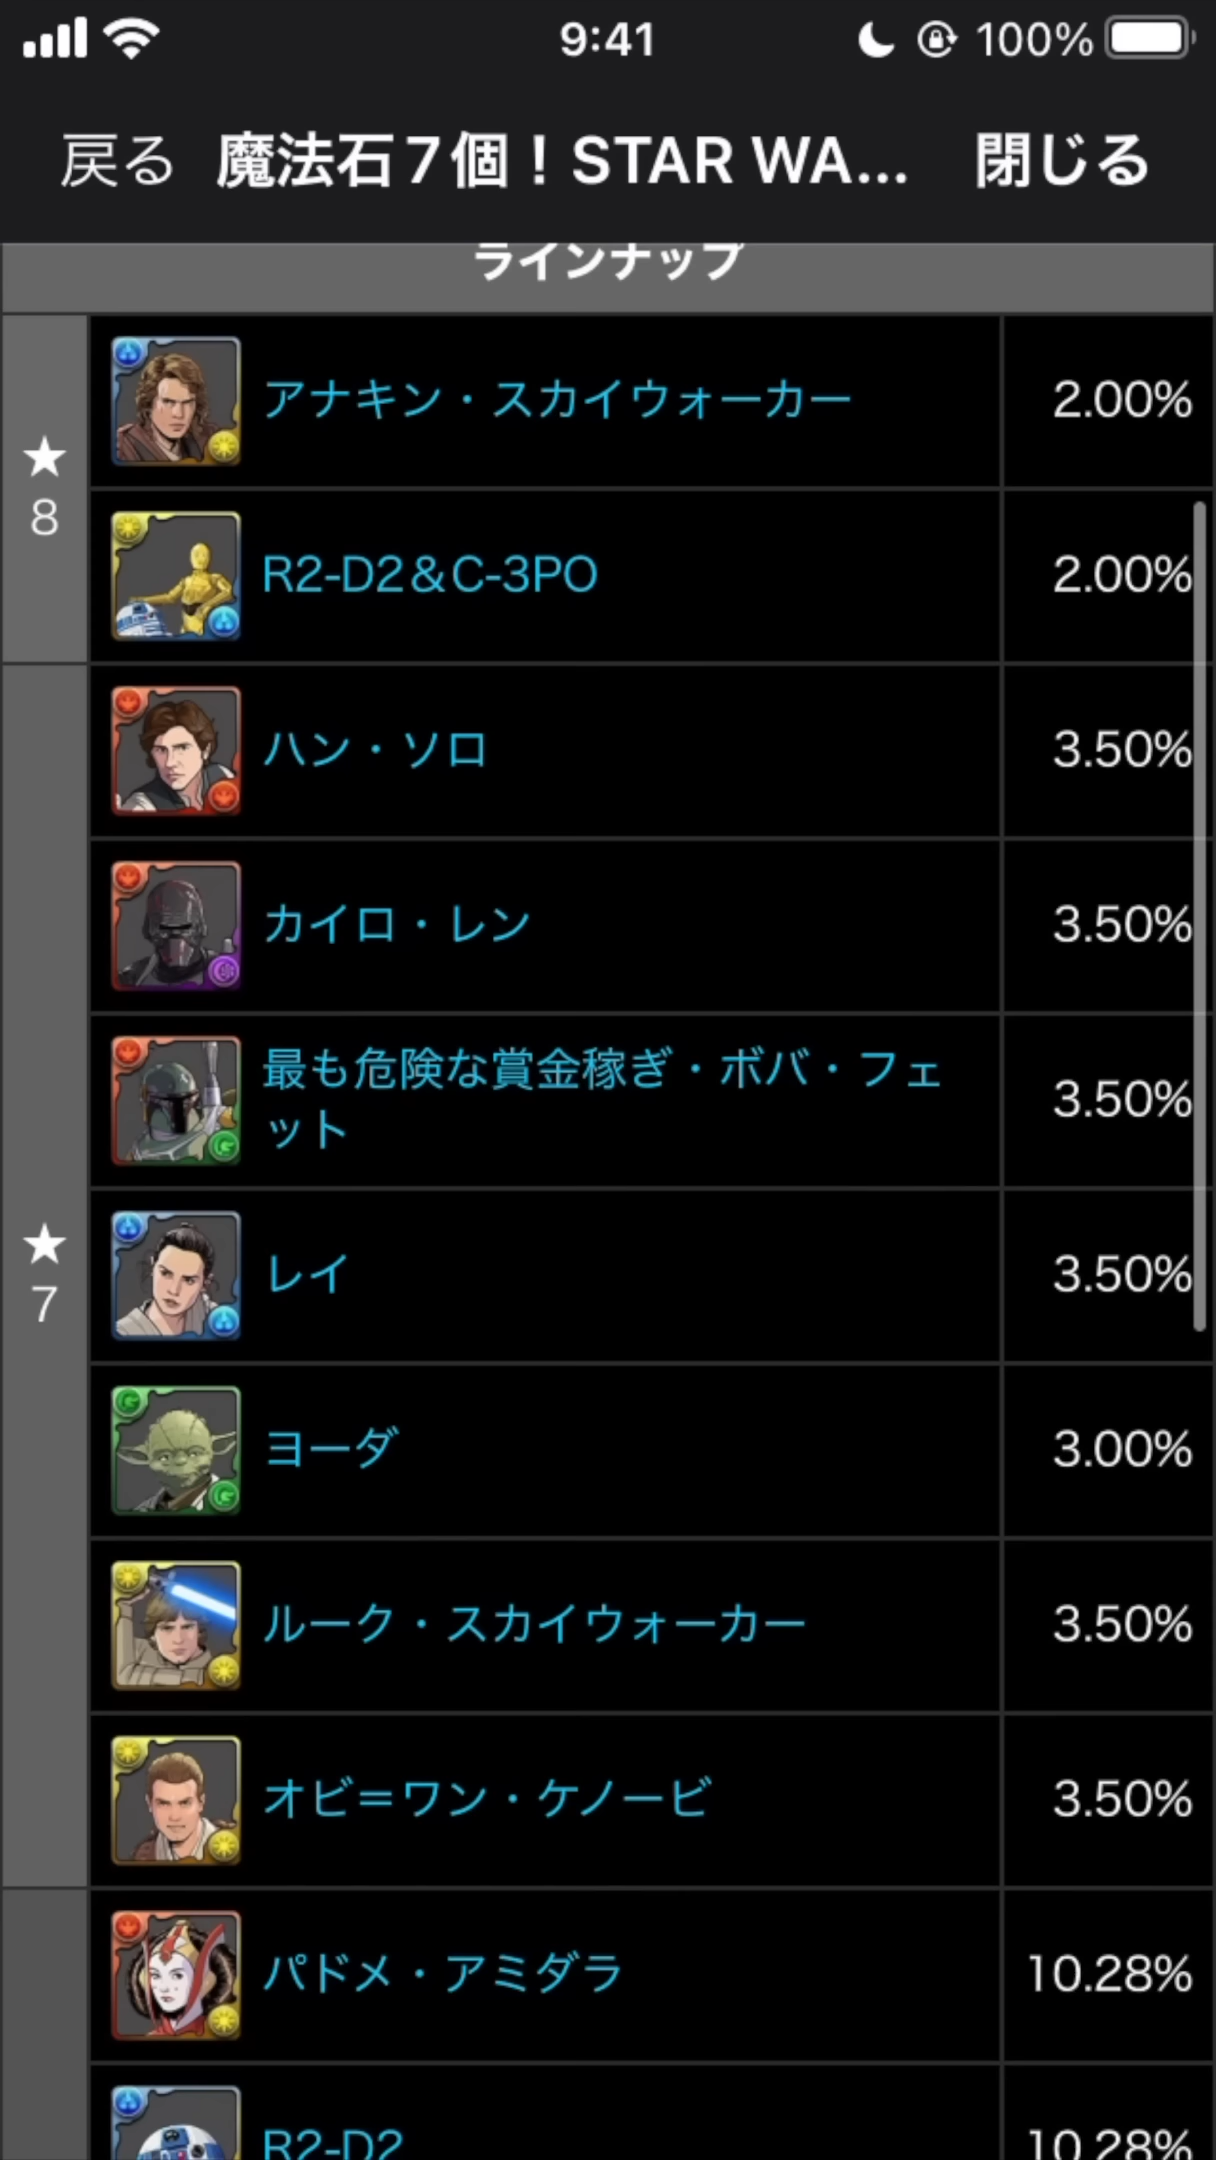 9:41
100%
戻る 魔法石7個！STAR WA... 閉じる
ラインナップ
★
8
アナキン・スカイウォーカー 2.00%
R2-D2＆C-3PO 2.00%
★
7
ハン・ソロ 3.50%
カイロ・レン 3.50%
最も危険な賞金稼ぎ・ボバ・フェ
ット 3.50%
レイ 3.50%
ヨーダ 3.00%
ルーク・スカイウォーカー 3.50%
オビ＝ワン・ケノービ 3.50%
パドメ・アミダラ 10.28%
R2-D2 10.28%